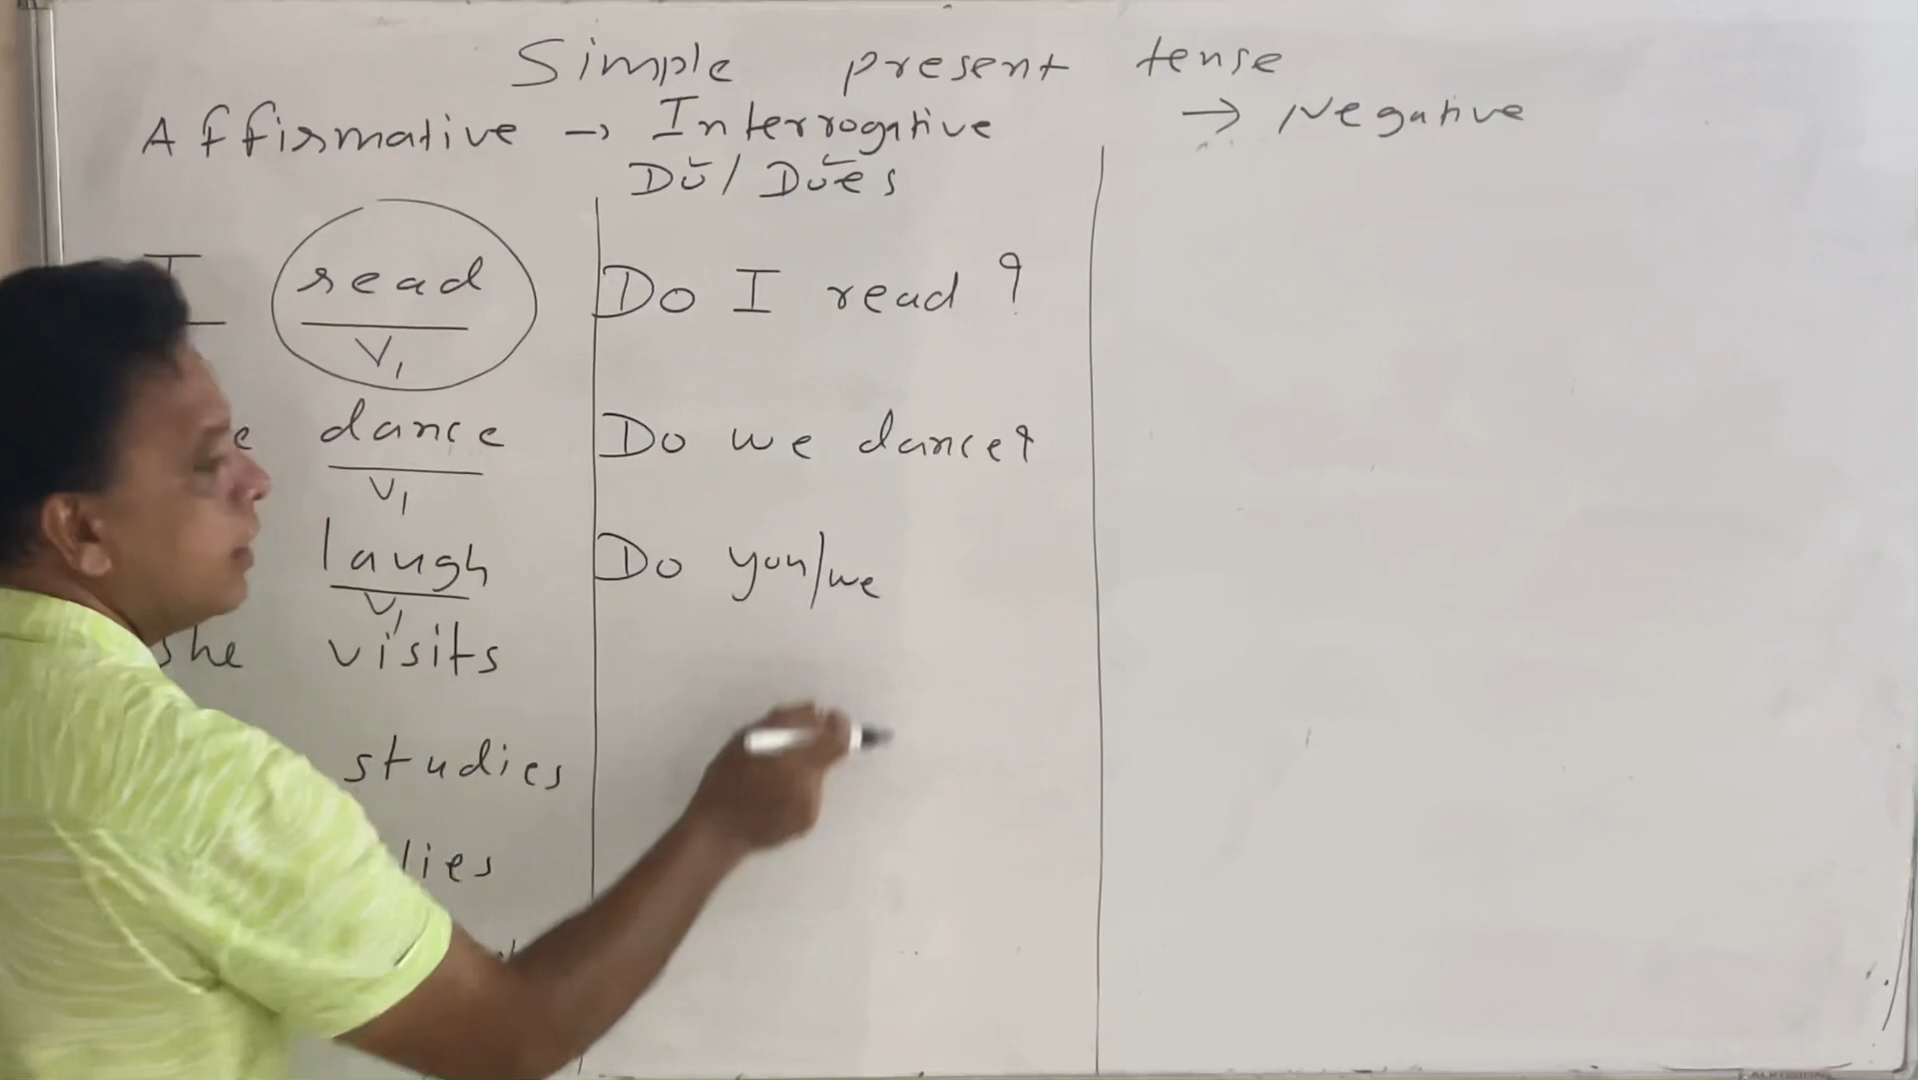 Simple present tense
Affirmative → Interrogative → Negative
Do / Does
I read Do I read ?
V1
dance Do we dance?
V1
laugh Do you/we
V1
she visits
studies